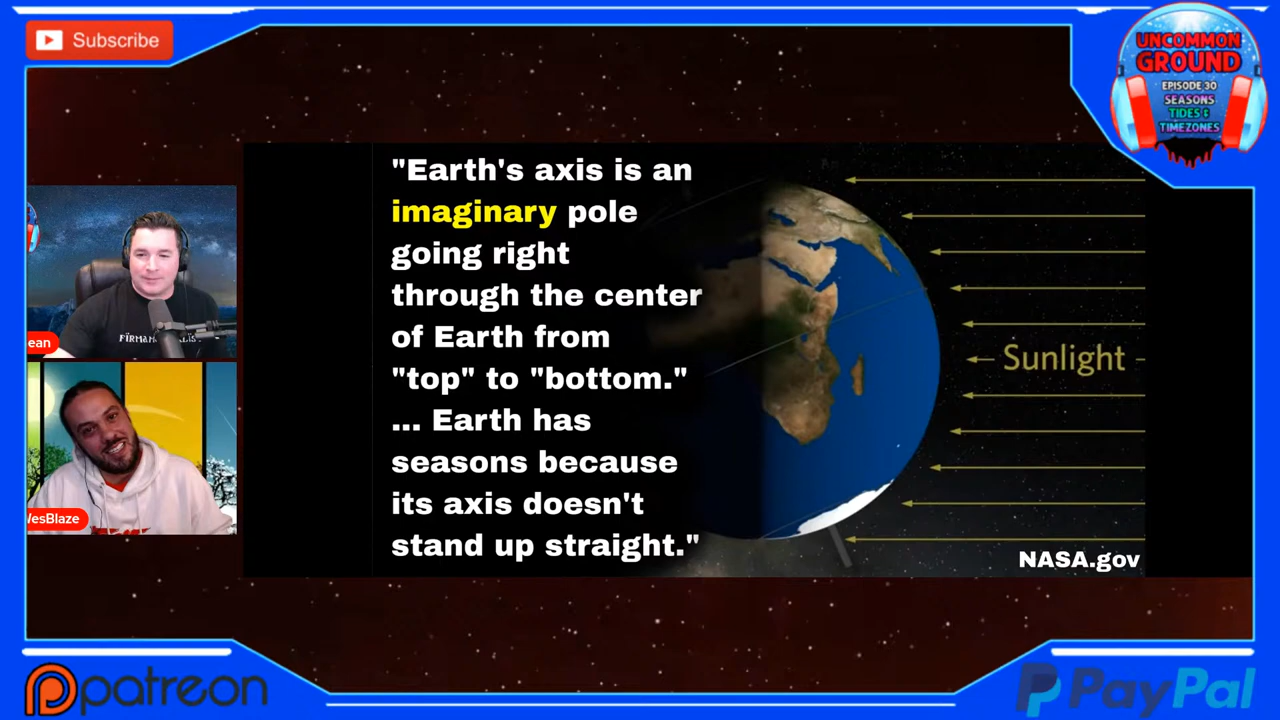 Subscribe
UNCOMMON
GROUND
EPISODE 30
SEASONS
TIDES &
TIMEZONES
"Earth's axis is an
imaginary pole
going right
through the center
of Earth from
"top" to "bottom."
... Earth has
seasons because
its axis doesn't
stand up straight."
Sunlight
NASA.gov
ean
WesBlaze
patreon
PayPal